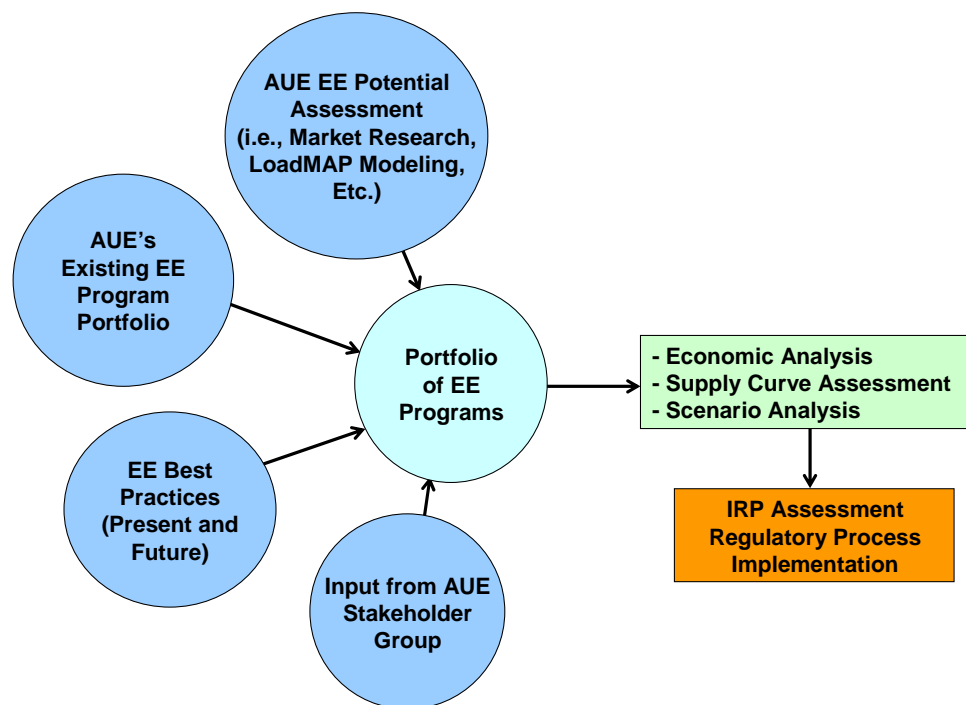 AUE EE Potential
Assessment
(i.e., Market Research,
LoadMAP Modeling,
Etc.)
AUE’s
Existing EE
Program
Portfolio
Portfolio
of EE
Programs
- Economic Analysis
- Supply Curve Assessment
- Scenario Analysis
EE Best
Practices
(Present and
Future)
IRP Assessment
Regulatory Process
Implementation
Input from AUE
Stakeholder
Group